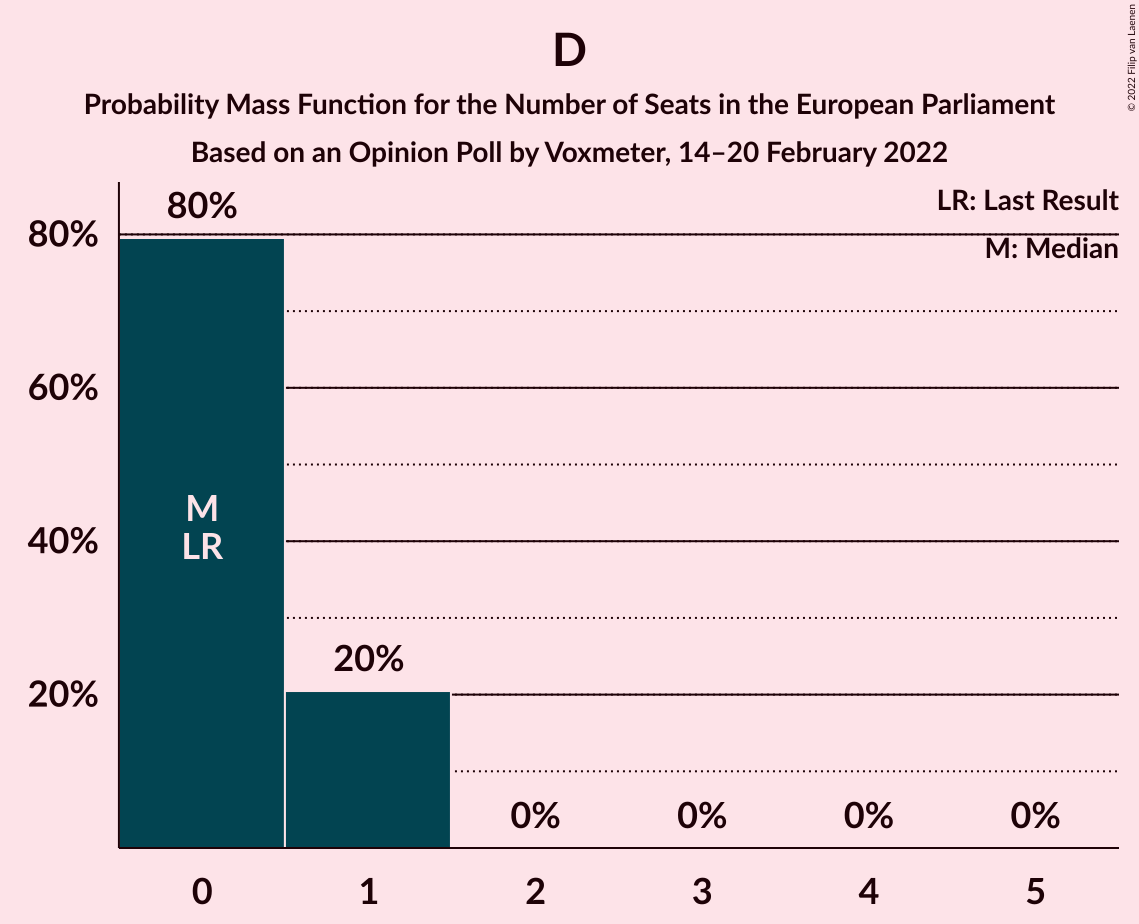 D
Probability Mass Function for the Number of Seats in the European Parliament
Based on an Opinion Poll by Voxmeter, 14–20 February 2022
© 2022 Filip van Laenen
LR: Last Result
M: Median
80%
60%
40%
20%
80%
M
LR
20%
0%
0%
0%
0%
0
1
2
3
4
5